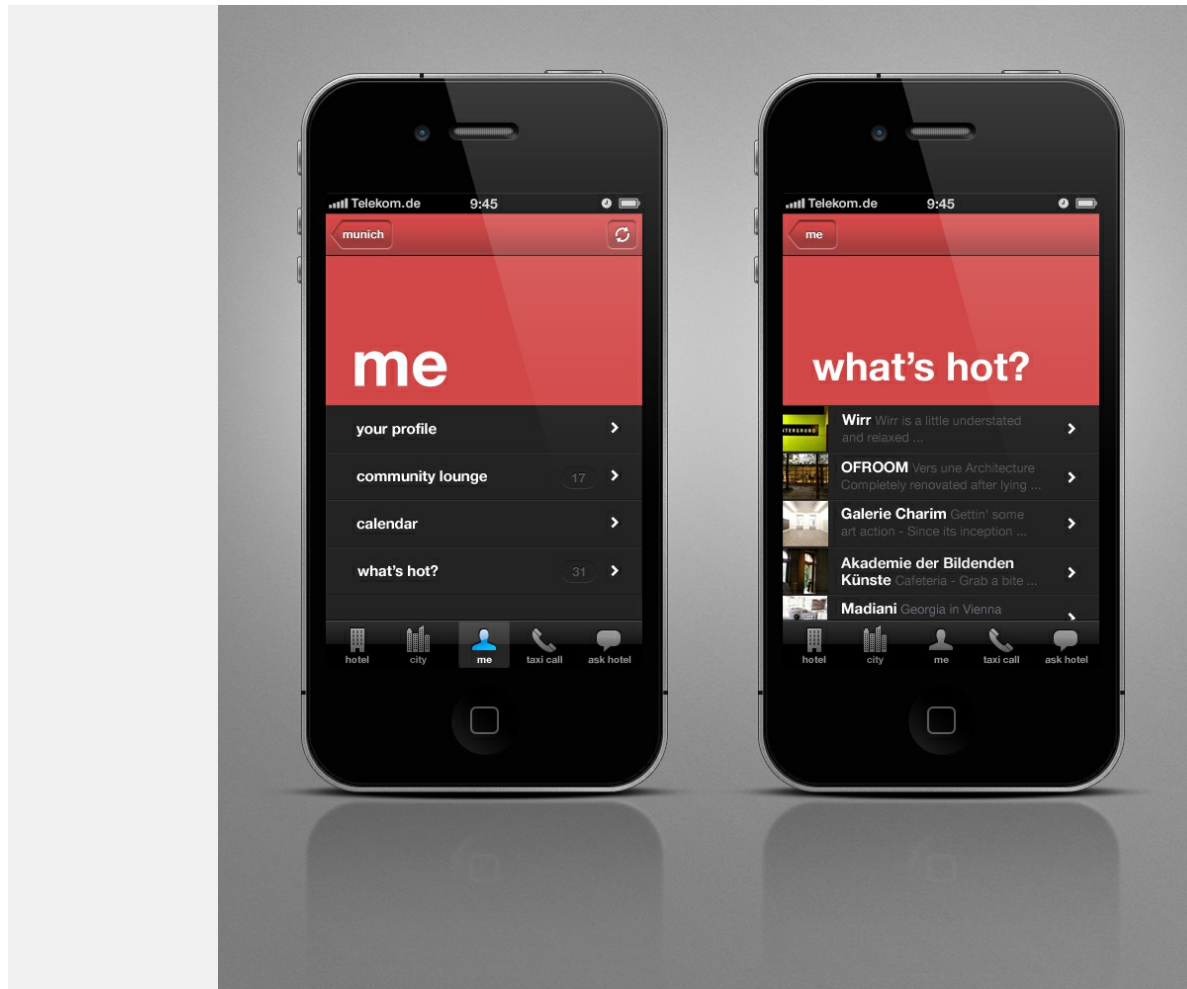 Telekom.de 9:45
munich
me
your profile
community lounge 17
calendar
what's hot? 31
hotel city me taxi call ask hotel
Telekom.de 9:45
me
what's hot?
Wirr Wirr is a little understated
and relaxed ...
OFROOM Vers une Architecture
Completely renovated after lying ...
Galerie Charim Gettin' some
art action - Since its inception ...
Akademie der Bildenden
Künste Cafeteria - Grab a bite ...
Madiani Georgia in Vienna
hotel city me taxi call ask hotel